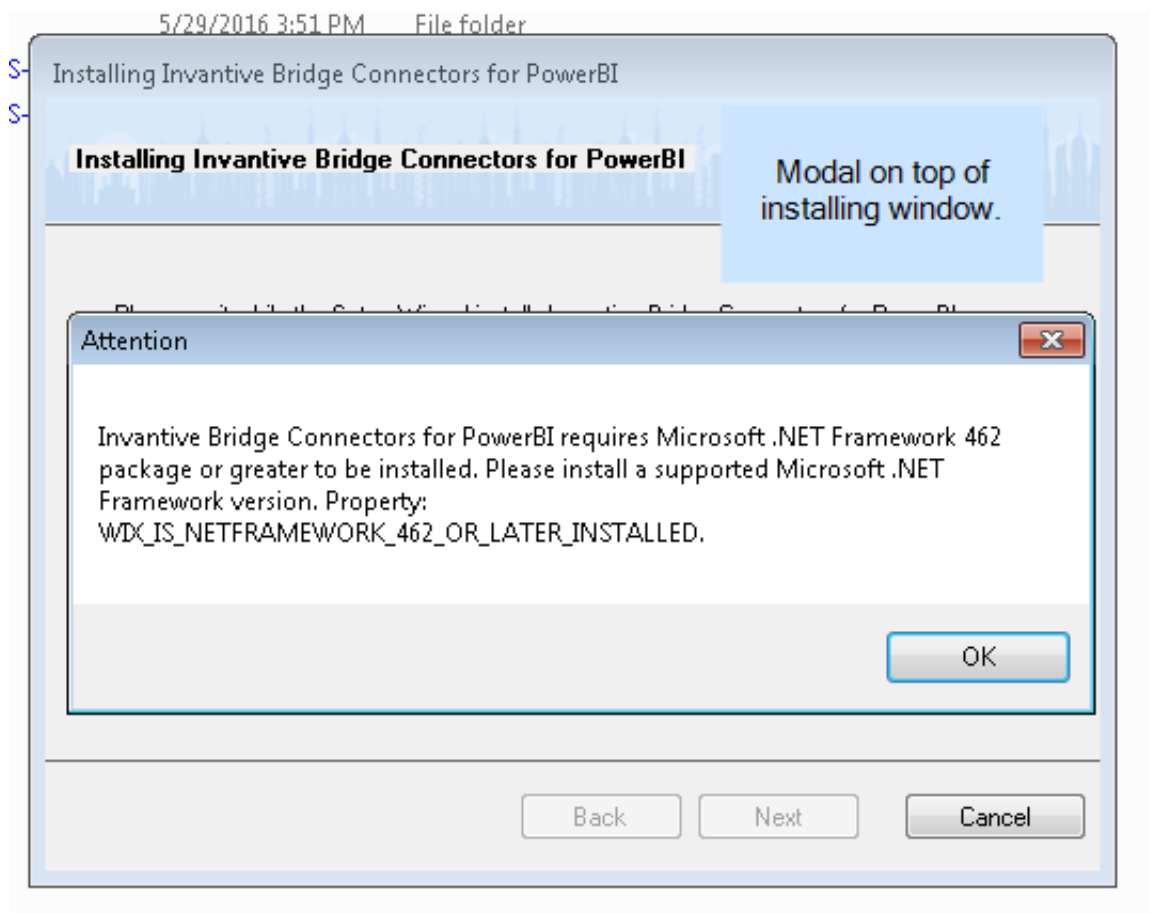 5/29/2016 3:51 PM File folder
S-
Installing Invantive Bridge Connectors for PowerBI
S-
Installing Invantive Bridge Connectors for PowerBI
Modal on top of
installing window.
Attention
Invantive Bridge Connectors for PowerBI requires Microsoft .NET Framework 462
package or greater to be installed. Please install a supported Microsoft .NET
Framework version. Property:
WIX_IS_NETFRAMEWORK_462_OR_LATER_INSTALLED.
OK
Back
Next
Cancel